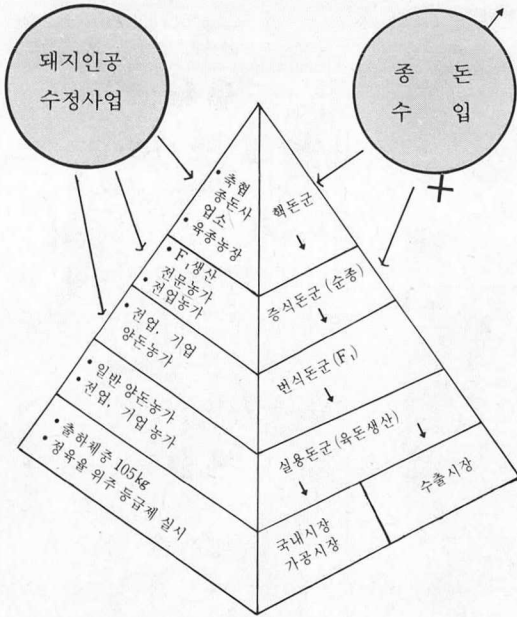 돼지인공
수정사업
종 돈
수 입
• 축협
종돈사
업소
• 육종농장
핵돈군
• F₁생산
전문농가
• 전업농가
증식돈군 (순종)
• 전업, 기업
양돈농가
번식돈군 (F₁)
• 일반 양돈농가
• 전업, 기업 농가
실용돈군 (육돈생산)
• 출하체중 105kg
• 정육율 위주 등급제 실시
국내시장
가공시장
수출시장